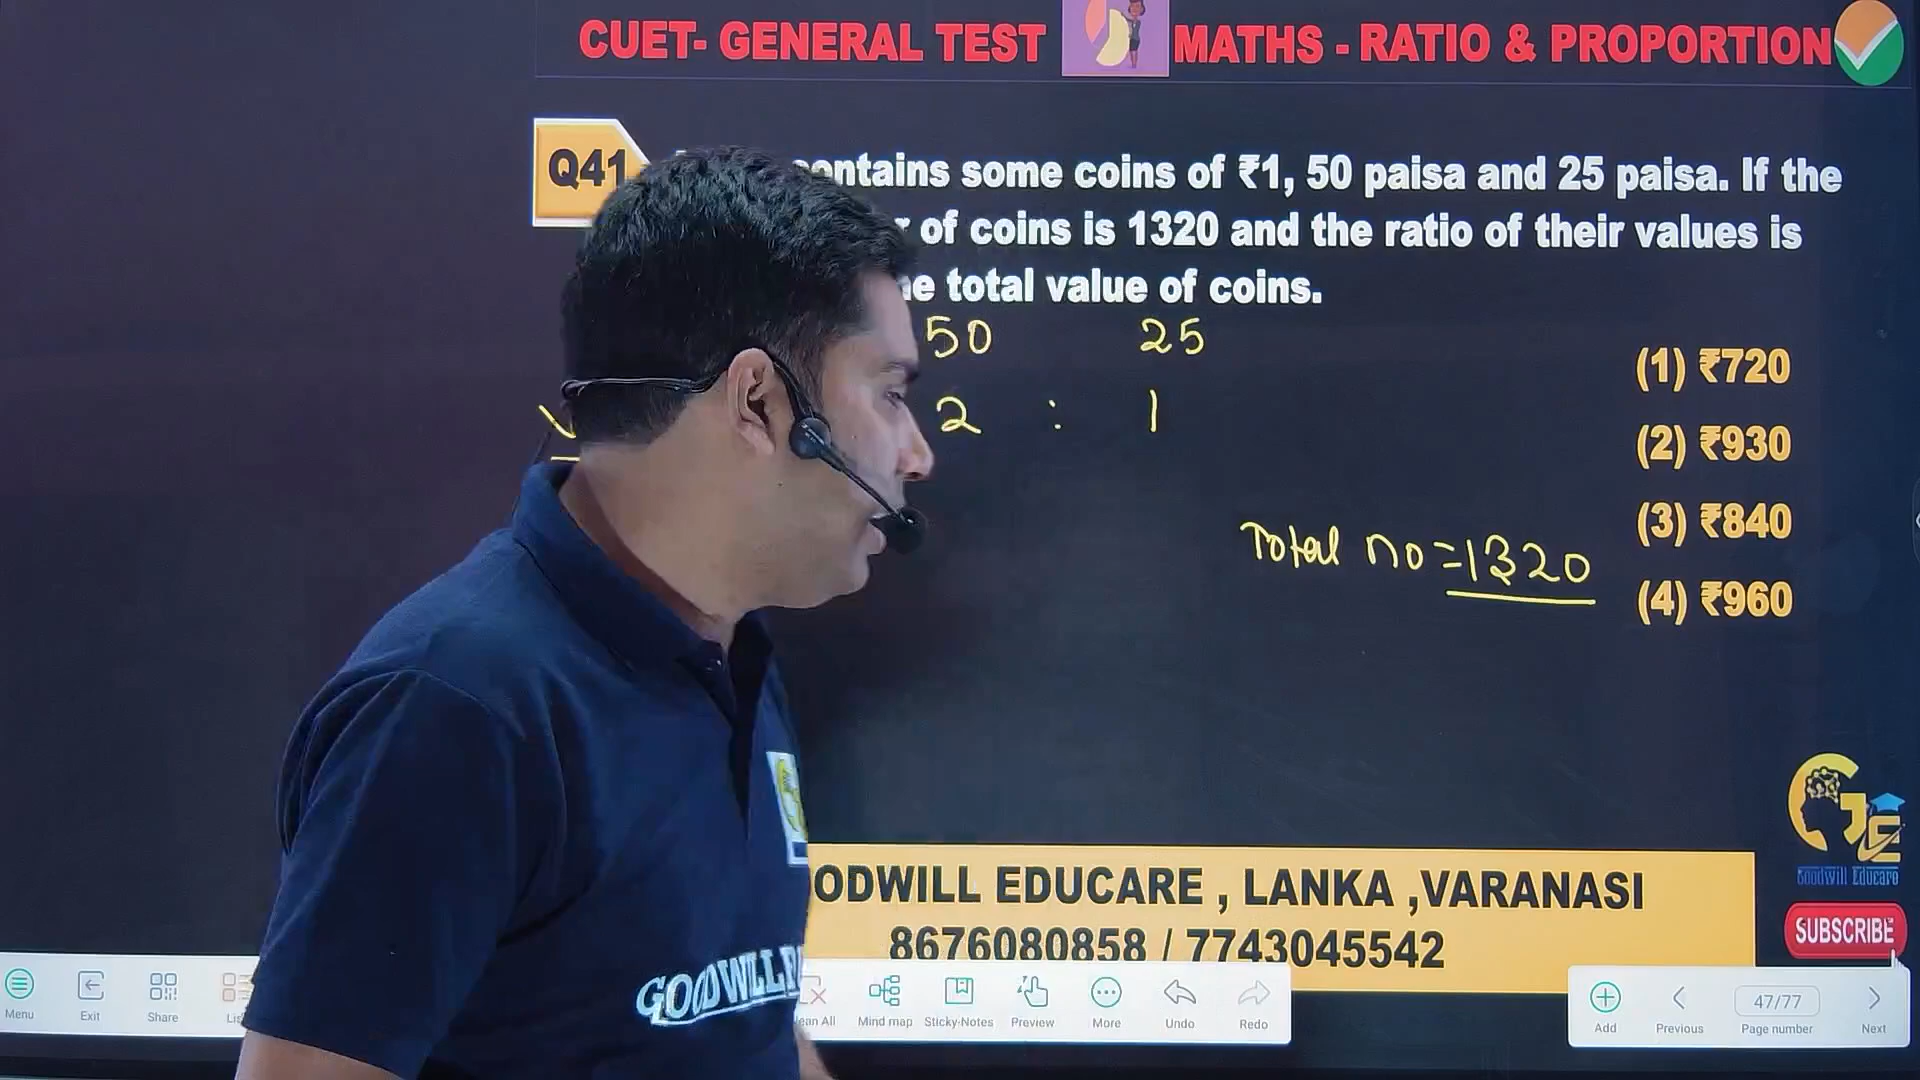 CUET- GENERAL TEST MATHS - RATIO & PROPORTION
Q41 contains some coins of ₹1, 50 paisa and 25 paisa. If the
of coins is 1320 and the ratio of their values is
total value of coins.
50 25
2 : 1
(1) ₹720
(2) ₹930
(3) ₹840
Total no = 1320
(4) ₹960
Goodwill Educare
ODWILL EDUCARE , LANKA ,VARANASI
SUBSCRIBE
8676080858 / 7743045542
GOODWILL
Menu Exit Share Mind map Sticky Notes Preview More Undo Redo Add Previous 47/77 Page number Next